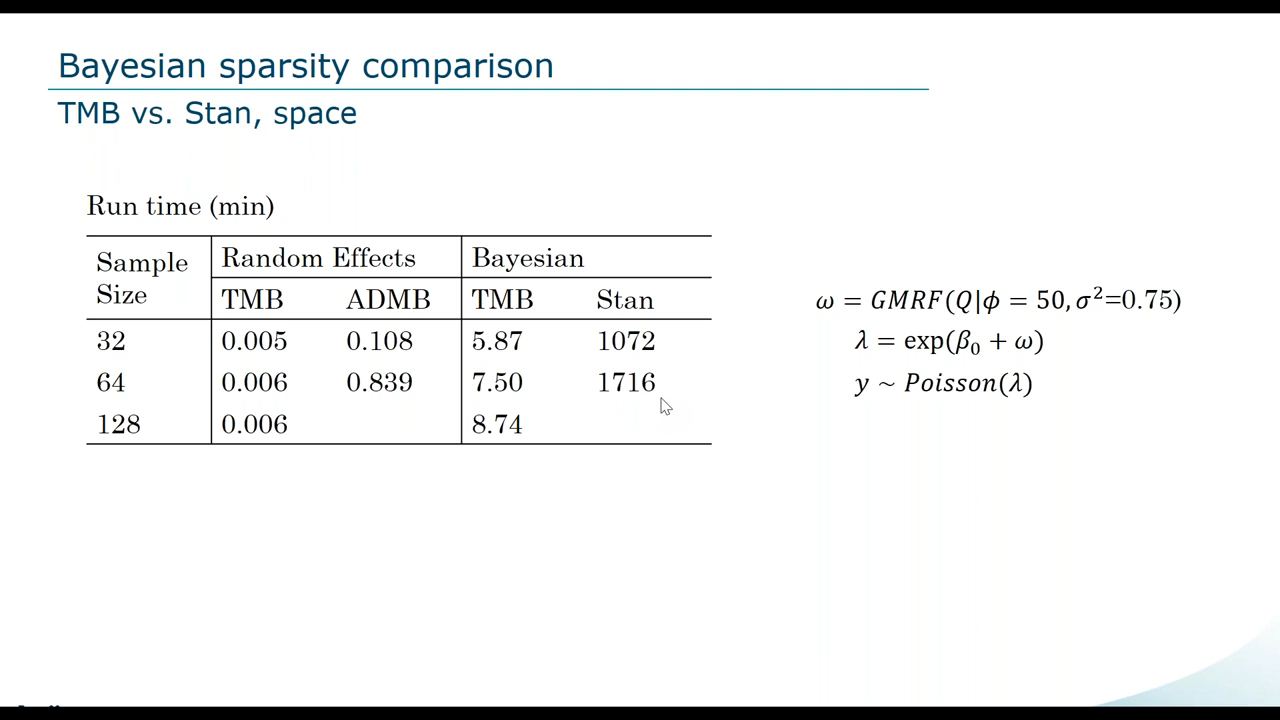 Bayesian sparsity comparison
TMB vs. Stan, space
Run time (min)
Sample Size Random Effects Bayesian
TMB ADMB TMB Stan
32 0.005 0.108 5.87 1072
64 0.006 0.839 7.50 1716
128 0.006 8.74
ω = GMRF(Q|ϕ = 50, σ²=0.75)
λ = exp(β₀ + ω)
y ~ Poisson(λ)